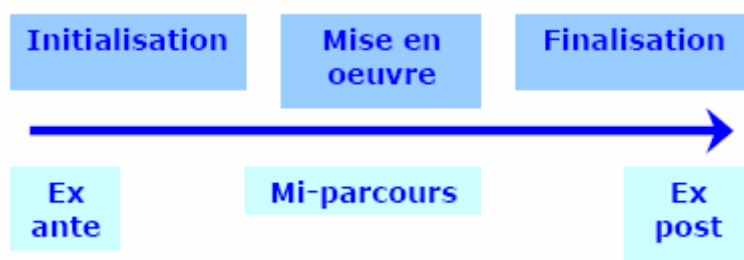 Initialisation
Mise en
oeuvre
Finalisation
Ex
ante
Mi-parcours
Ex
post